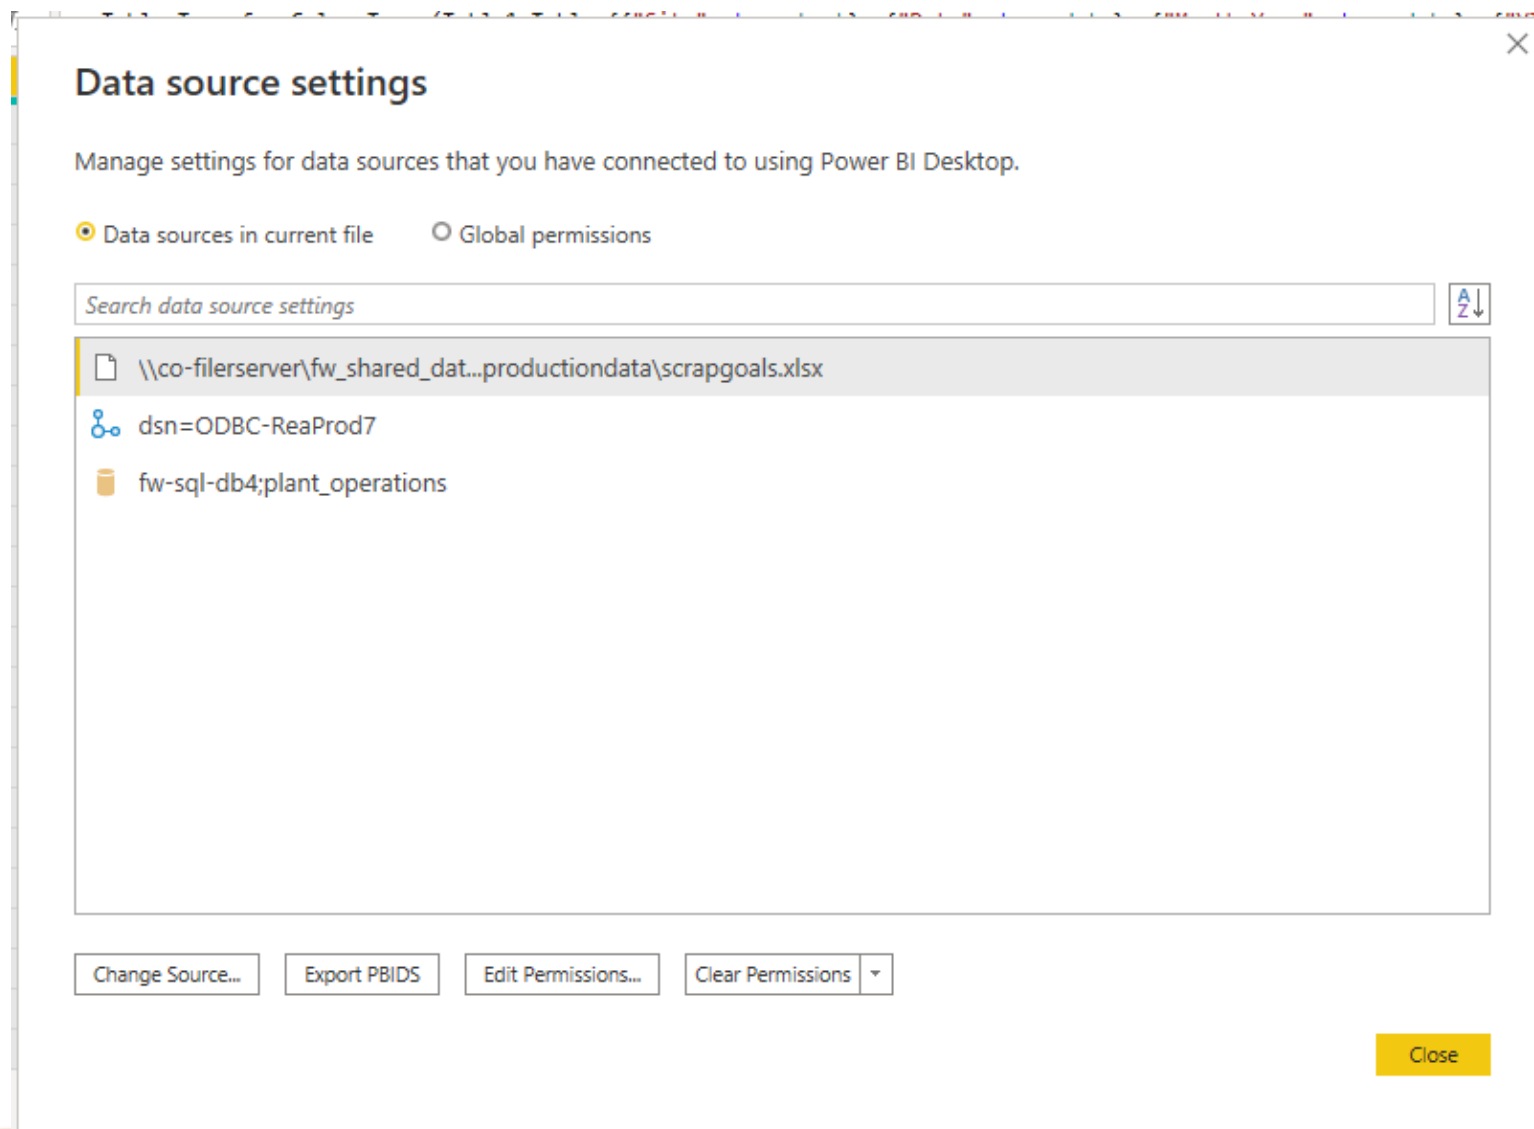 Data source settings
Manage settings for data sources that you have connected to using Power BI Desktop.
Data sources in current file Global permissions
Search data source settings
\\co-filerserver\fw_shared_dat...productiondata\scrapgoals.xlsx
dsn=ODBC-ReaProd7
fw-sql-db4;plant_operations
Change Source... Export PBIDS Edit Permissions... Clear Permissions
Close